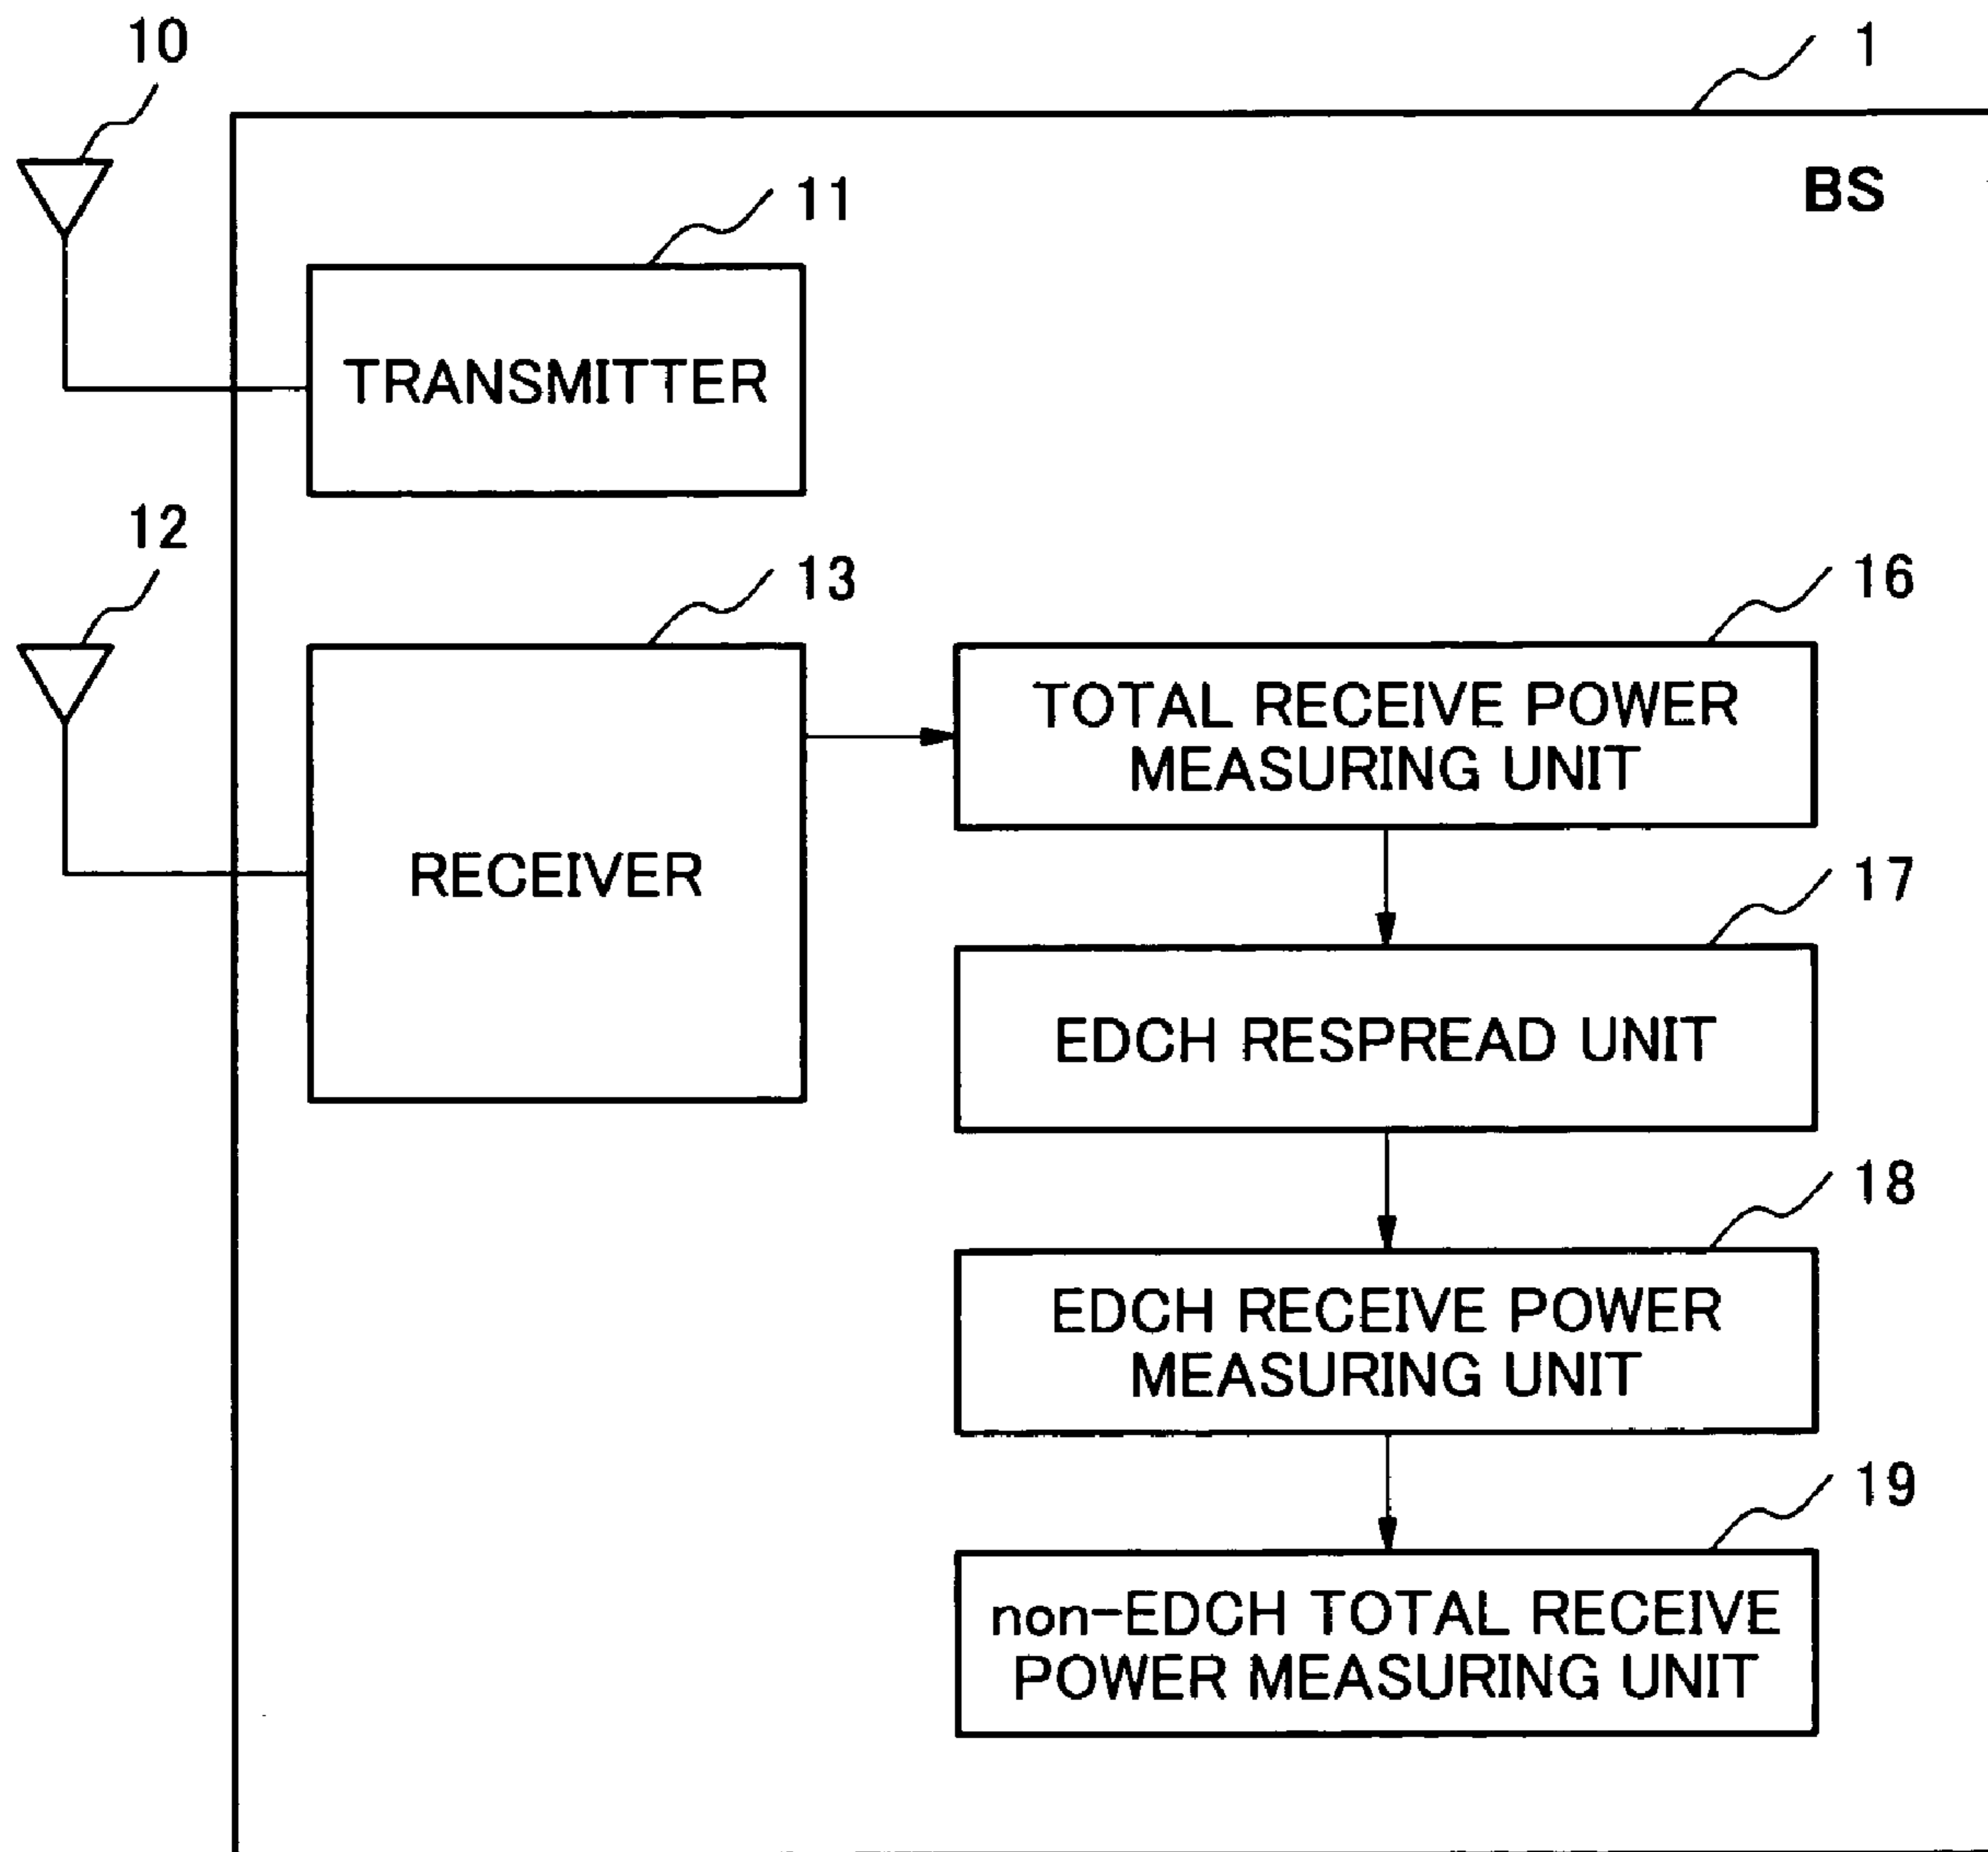 10
1
BS
11
TRANSMITTER
12
13
RECEIVER
16
TOTAL RECEIVE POWER
MEASURING UNIT
17
EDCH RESPREAD UNIT
18
EDCH RECEIVE POWER
MEASURING UNIT
19
non-EDCH TOTAL RECEIVE
POWER MEASURING UNIT